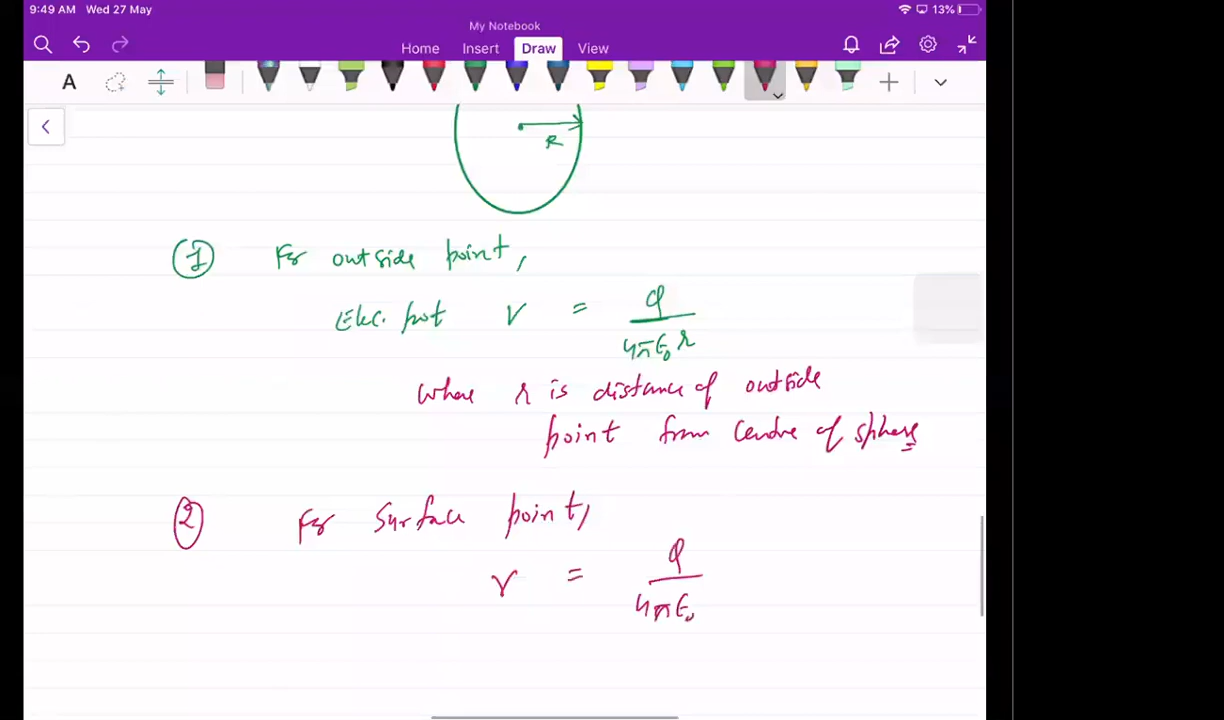 9:49 AM Wed 27 May
13%
My Notebook
Home Insert Draw View
A
R
1 For outside point,
Elec. pot V = q
4πε₀r
where r is distance of outside
point from centre of sphere
2 For surface point,
V = q
4πε₀